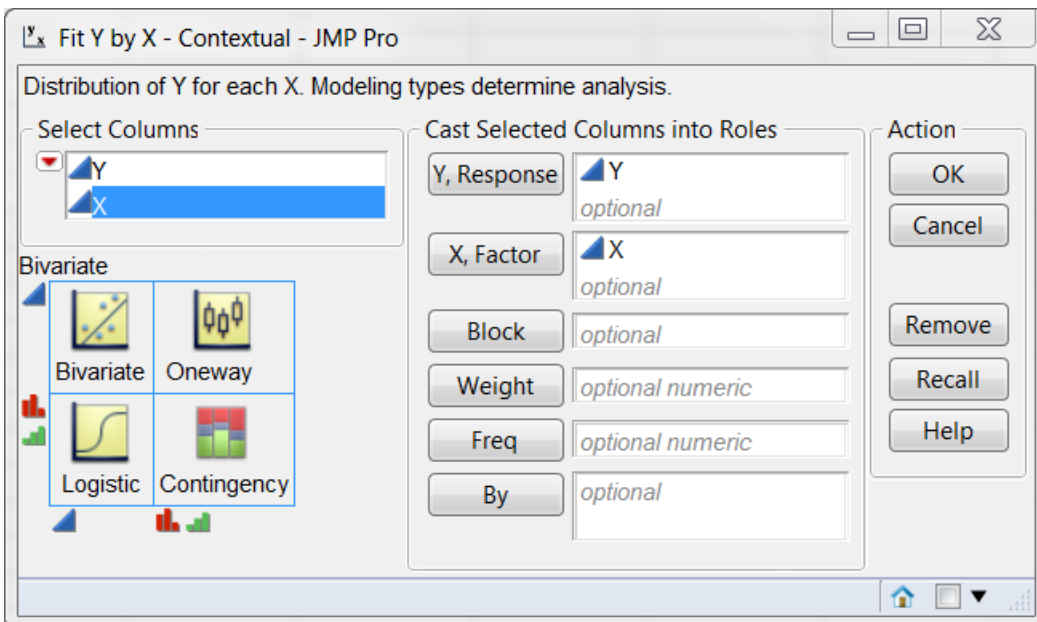 Fit Y by X - Contextual - JMP Pro
Distribution of Y for each X. Modeling types determine analysis.
Select Columns
Y
X
Bivariate
Bivariate Oneway
Logistic Contingency
Cast Selected Columns into Roles
Y, Response
Y
optional
X, Factor
X
optional
Block optional
Weight optional numeric
Freq optional numeric
By optional
Action
OK
Cancel
Remove
Recall
Help